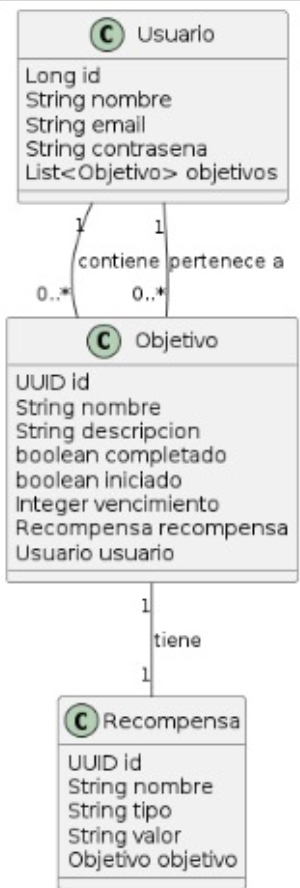 C Usuario
Long id
String nombre
String email
String contrasena
List<Objetivo> objetivos
1 1
contiene pertenece a
0..* 0..*
C Objetivo
UUID id
String nombre
String descripcion
boolean completado
boolean iniciado
Integer vencimiento
Recompensa recompensa
Usuario usuario
1
tiene
1
C Recompensa
UUID id
String nombre
String tipo
String valor
Objetivo objetivo